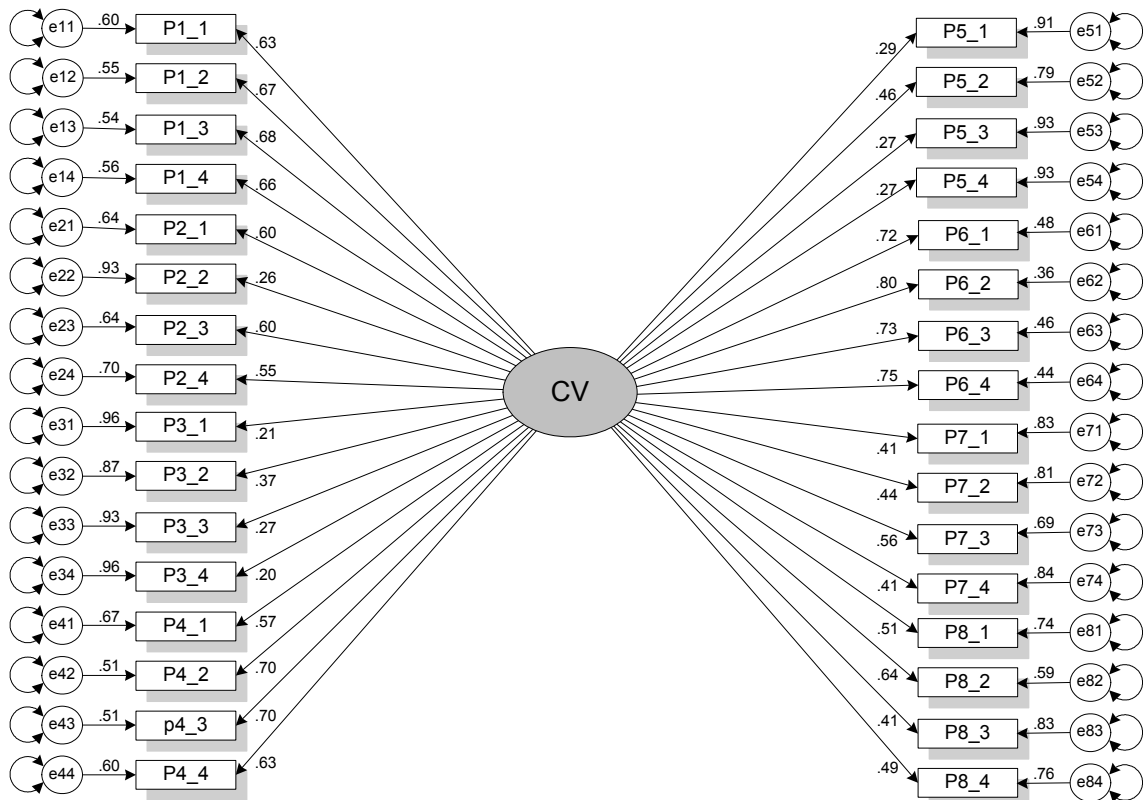 e11 .60 P1_1 .63
e12 .55 P1_2 .67
e13 .54 P1_3 .68
e14 .56 P1_4 .66
e21 .64 P2_1 .60
e22 .93 P2_2 .26
e23 .64 P2_3 .60
e24 .70 P2_4 .55
e31 .96 P3_1 .21
e32 .87 P3_2 .37
e33 .93 P3_3 .27
e34 .96 P3_4 .20
e41 .67 P4_1 .57
e42 .51 P4_2 .70
e43 .51 p4_3 .70
e44 .60 P4_4 .63
CV
.29 P5_1 .91 e51
.46 P5_2 .79 e52
.27 P5_3 .93 e53
.27 P5_4 .93 e54
.72 P6_1 .48 e61
.80 P6_2 .36 e62
.73 P6_3 .46 e63
.75 P6_4 .44 e64
.41 P7_1 .83 e71
.44 P7_2 .81 e72
.56 P7_3 .69 e73
.41 P7_4 .84 e74
.51 P8_1 .74 e81
.64 P8_2 .59 e82
.41 P8_3 .83 e83
.49 P8_4 .76 e84